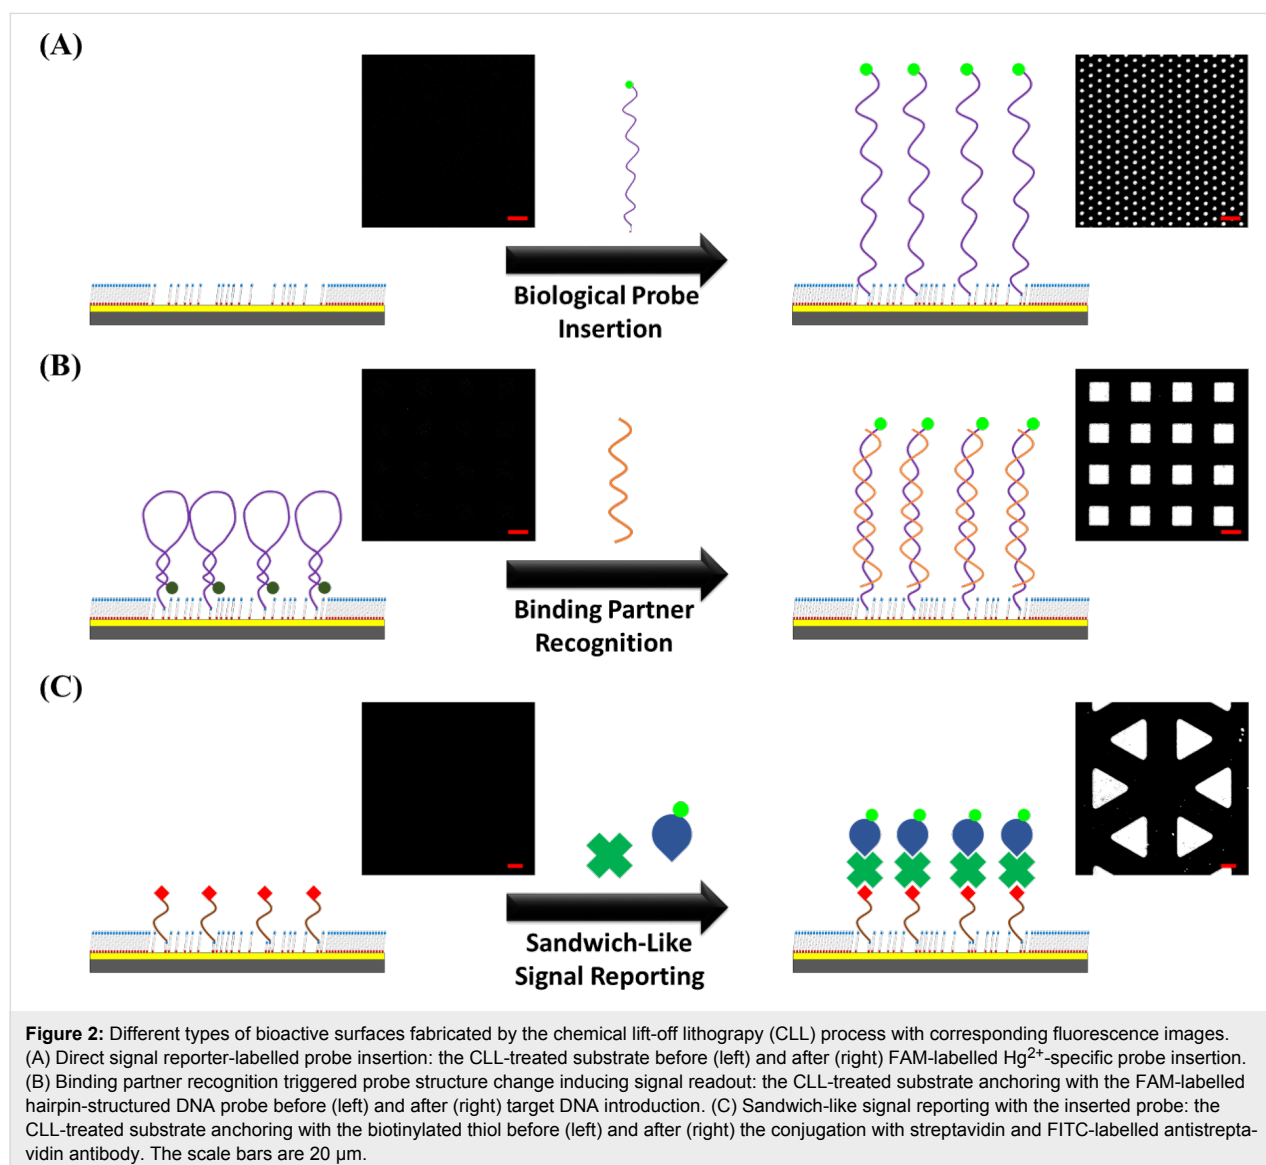 (A)
Biological Probe
Insertion
(B)
Binding Partner
Recognition
(C)
Sandwich-Like
Signal Reporting
Figure 2: Different types of bioactive surfaces fabricated by the chemical lift-off lithograpy (CLL) process with corresponding fluorescence images.
(A) Direct signal reporter-labelled probe insertion: the CLL-treated substrate before (left) and after (right) FAM-labelled Hg²⁺-specific probe insertion.
(B) Binding partner recognition triggered probe structure change inducing signal readout: the CLL-treated substrate anchoring with the FAM-labelled
hairpin-structured DNA probe before (left) and after (right) target DNA introduction. (C) Sandwich-like signal reporting with the inserted probe: the
CLL-treated substrate anchoring with the biotinylated thiol before (left) and after (right) the conjugation with streptavidin and FITC-labelled antistrepta-
vidin antibody. The scale bars are 20 µm.